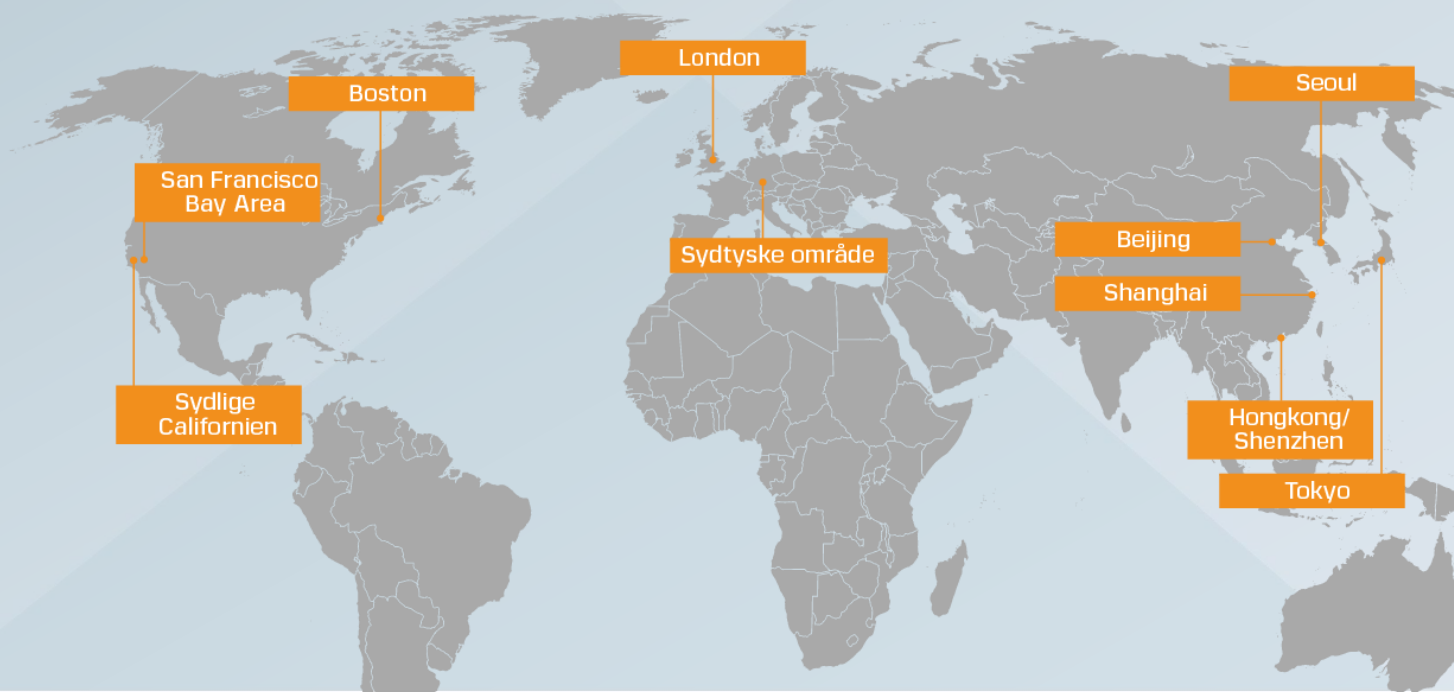 London
Seoul
Boston
San Francisco
Bay Area
Beijing
Sydtyske område
Shanghai
Sydlige
Californien
Hongkong/
Shenzhen
Tokyo